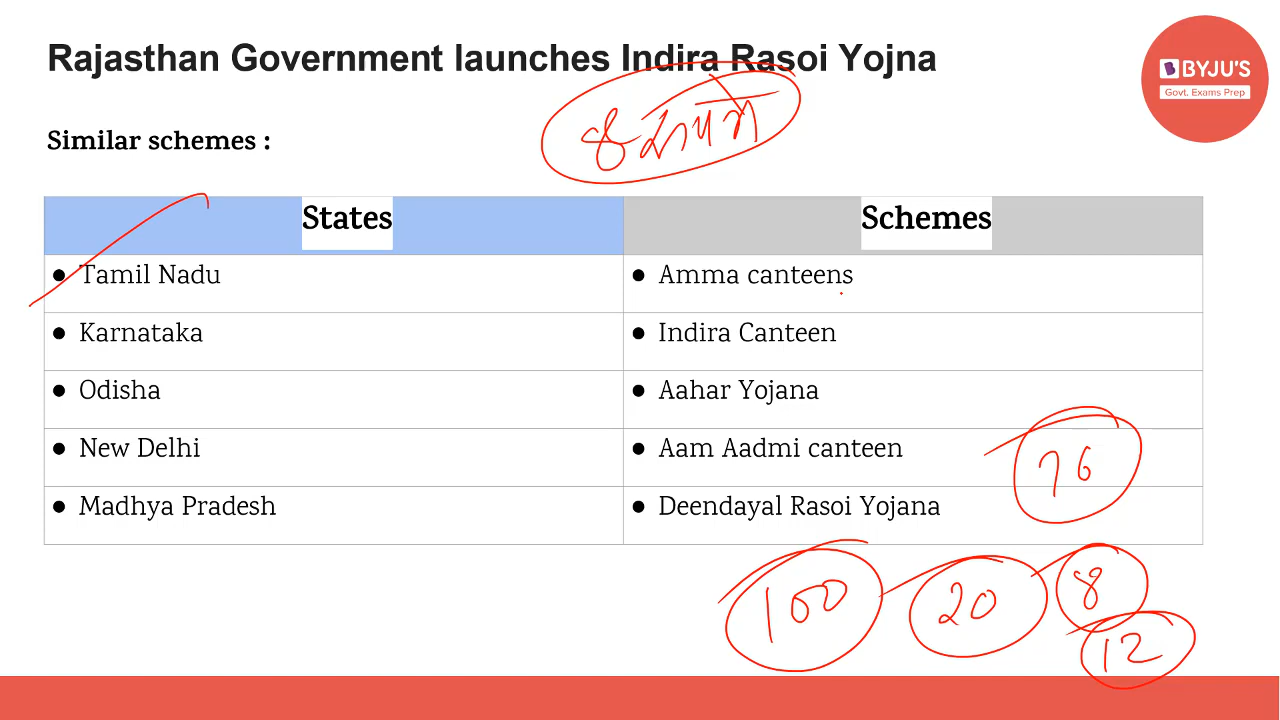 Rajasthan Government launches Indira Rasoi Yojna
BYJU'S
Govt. Exams Prep
8 रूपये
Similar schemes :
States Schemes
● Tamil Nadu ● Amma canteens
● Karnataka ● Indira Canteen
● Odisha ● Aahar Yojana
● New Delhi ● Aam Aadmi canteen
76
● Madhya Pradesh ● Deendayal Rasoi Yojana
100 20 8
12